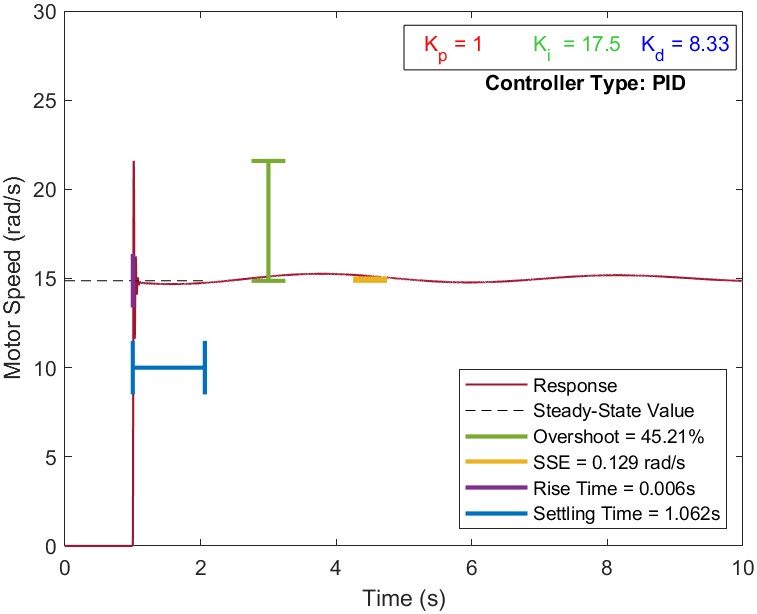 30
25
20
15
10
5
0
Motor Speed (rad/s)
K_p = 1 K_i = 17.5 K_d = 8.33
Controller Type: PID
Response
Steady-State Value
Overshoot = 45.21%
SSE = 0.129 rad/s
Rise Time = 0.006s
Settling Time = 1.062s
0 2 4 6 8 10
Time (s)